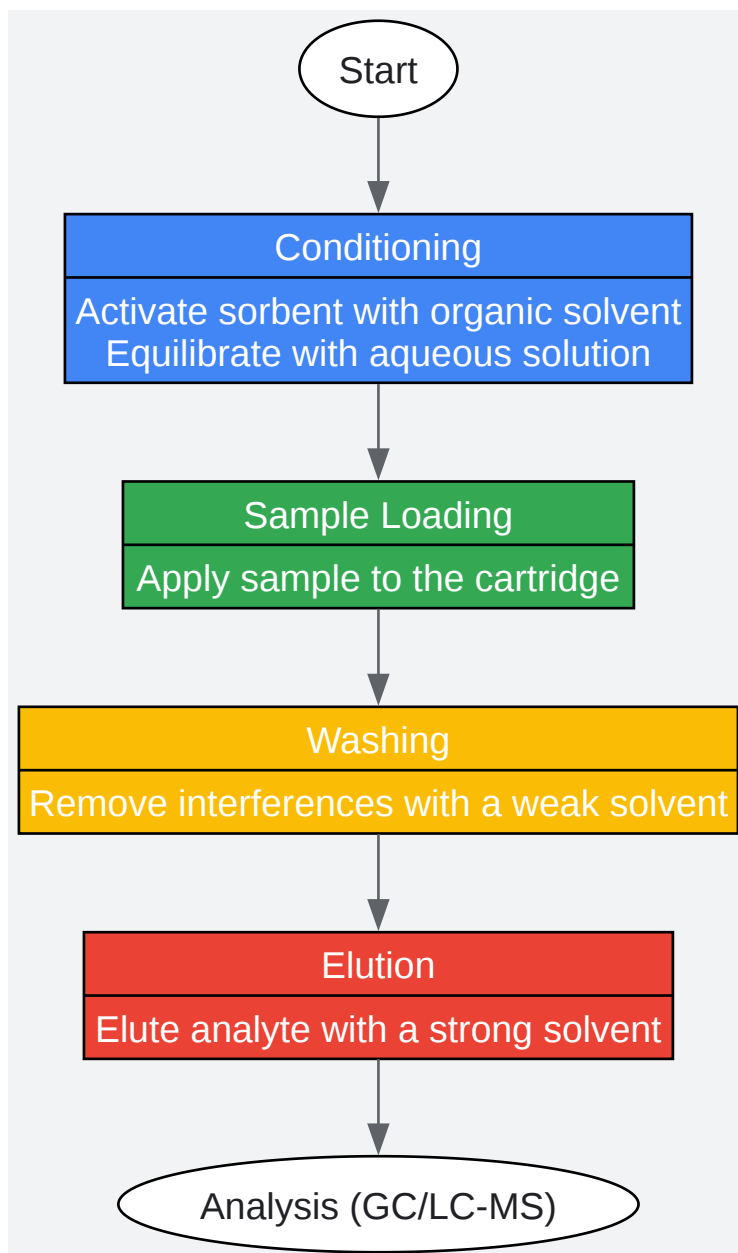 Start
Conditioning
Activate sorbent with organic solvent
Equilibrate with aqueous solution
Sample Loading
Apply sample to the cartridge
Washing
Remove interferences with a weak solvent
Elution
Elute analyte with a strong solvent
Analysis (GC/LC-MS)